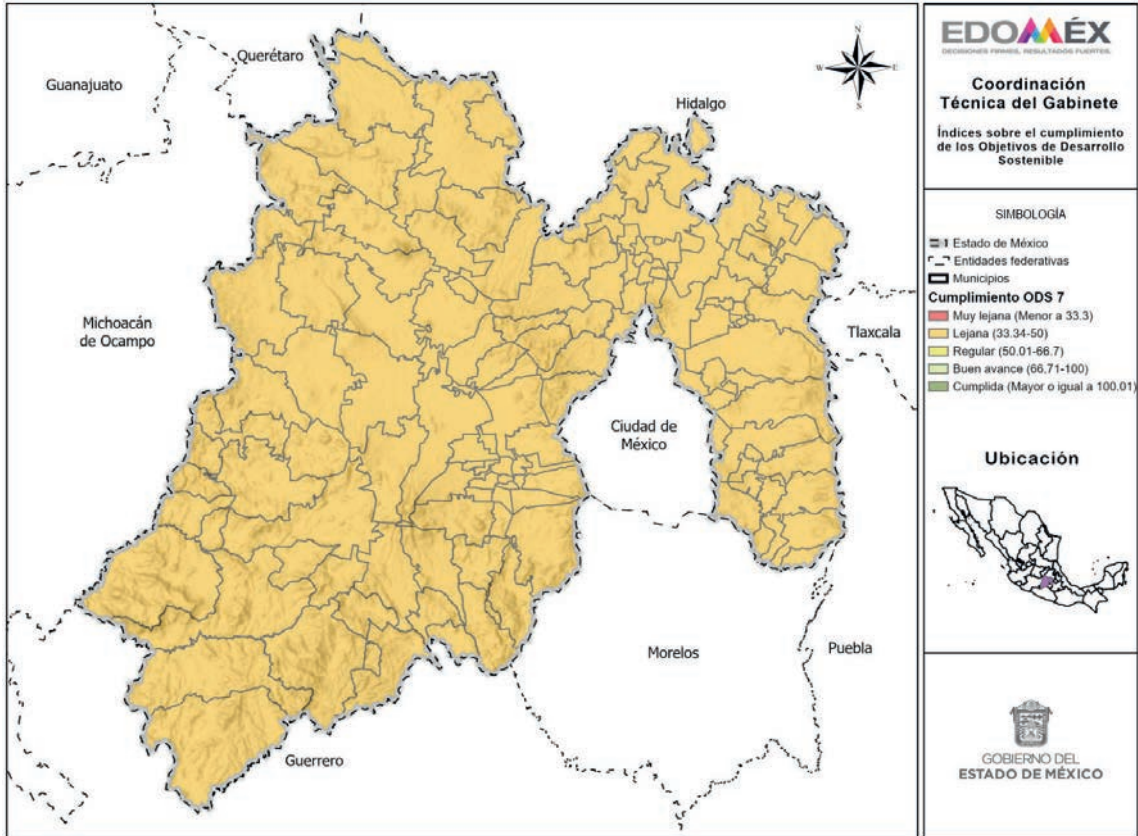 Querétaro
Guanajuato
Hidalgo
Michoacán
de Ocampo
Tlaxcala
Ciudad de
México
Morelos
Puebla
Guerrero
N
W
E
S
EDOMÉX
DECISIONES FIRMES, RESULTADOS FUERTES.
Coordinación
Técnica del Gabinete
Índices sobre el cumplimiento
de los Objetivos de Desarrollo
Sostenible
SIMBOLOGÍA
Estado de México
Entidades federativas
Municipios
Cumplimiento ODS 7
Muy lejana (Menor a 33.3)
Lejana (33.34-50)
Regular (50.01-66.7)
Buen avance (66.71-100)
Cumplida (Mayor o igual a 100.01)
Ubicación
GOBIERNO DEL
ESTADO DE MÉXICO